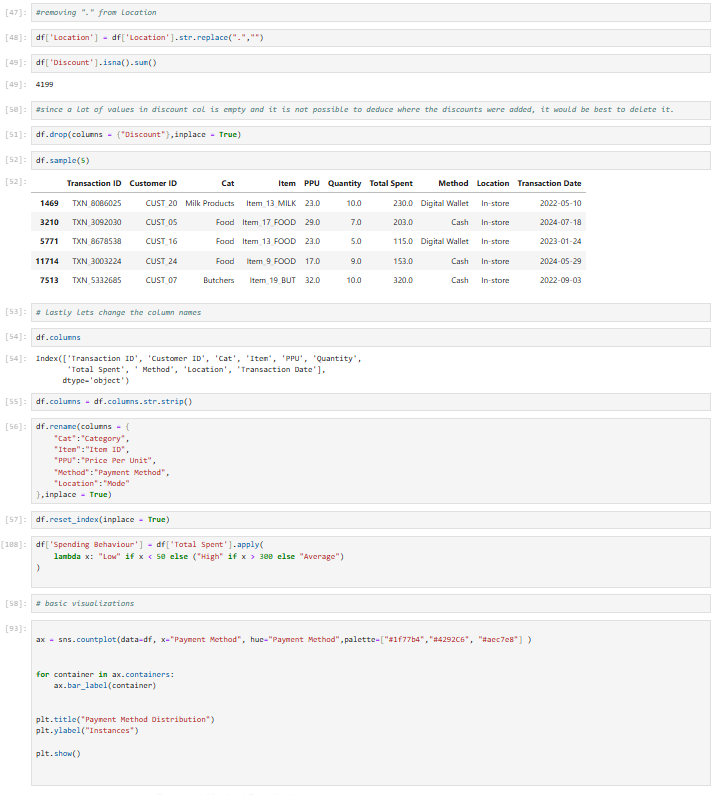 [47]: #removing "." from location
[48]: df['Location'] = df['Location'].str.replace(".","")
[49]: df['Discount'].isna().sum()
[49]: 4199
[50]: #since a lot of values in discount col is empty and it is not possible to deduce where the discounts were added, it would be best to delete it.
[51]: df.drop(columns = {"Discount"},inplace = True)
[52]: df.sample(5)
[52]: Transaction ID Customer ID Cat Item PPU Quantity Total Spent Method Location Transaction Date
1469 TXN_8086025 CUST_20 Milk Products Item_13_MILK 23.0 10.0 230.0 Digital Wallet In-store 2022-05-10
3210 TXN_3092030 CUST_05 Food Item_17_FOOD 29.0 7.0 203.0 Cash In-store 2024-07-18
5771 TXN_8678538 CUST_16 Food Item_13_FOOD 23.0 5.0 115.0 Digital Wallet In-store 2023-01-24
11714 TXN_3003224 CUST_24 Food Item_9_FOOD 17.0 9.0 153.0 Cash In-store 2024-05-29
7513 TXN_5332685 CUST_07 Butchers Item_19_BUT 32.0 10.0 320.0 Cash In-store 2022-09-03
[53]: # lastly lets change the column names
[54]: df.columns
[54]: Index(['Transaction ID', 'Customer ID', 'Cat', 'Item', 'PPU', 'Quantity',
'Total Spent', ' Method', 'Location', 'Transaction Date'],
dtype='object')
[55]: df.columns = df.columns.str.strip()
[56]: df.rename(columns = {
"Cat":"Category",
"Item":"Item ID",
"PPU":"Price Per Unit",
"Method":"Payment Method",
"Location":"Mode"
},inplace = True)
[57]: df.reset_index(inplace = True)
[108]: df['Spending Behaviour'] = df['Total Spent'].apply(
lambda x: "Low" if x < 50 else ("High" if x > 300 else "Average")
)
[58]: # basic visualizations
[93]:
ax = sns.countplot(data=df, x="Payment Method", hue="Payment Method",palette=["#1f77b4","#4292C6", "#aec7e8"] )
for container in ax.containers:
ax.bar_label(container)
plt.title("Payment Method Distribution")
plt.ylabel("Instances")
plt.show()